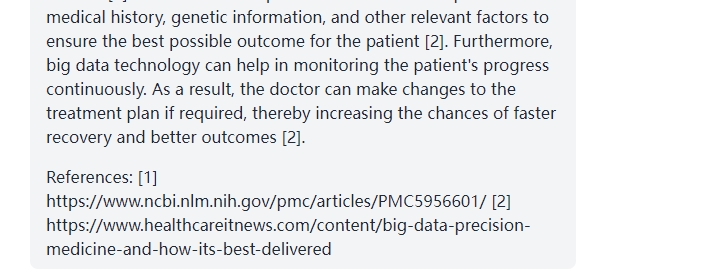 medical history, genetic information, and other relevant factors to
ensure the best possible outcome for the patient [2]. Furthermore,
big data technology can help in monitoring the patient's progress
continuously. As a result, the doctor can make changes to the
treatment plan if required, thereby increasing the chances of faster
recovery and better outcomes [2].
References: [1]
https://www.ncbi.nlm.nih.gov/pmc/articles/PMC5956601/ [2]
https://www.healthcareitnews.com/content/big-data-precision-
medicine-and-how-its-best-delivered